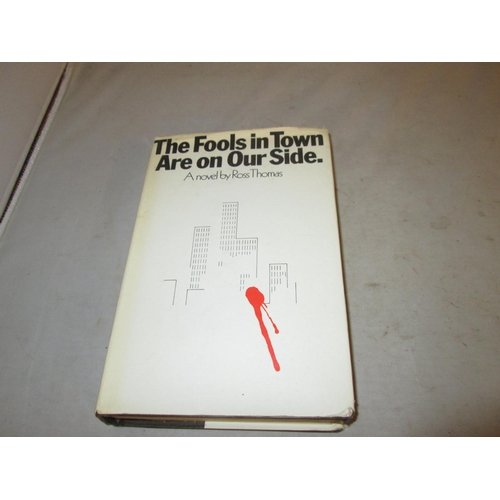 The Fools in Town
Are on Our Side.
A novel by Ross Thomas